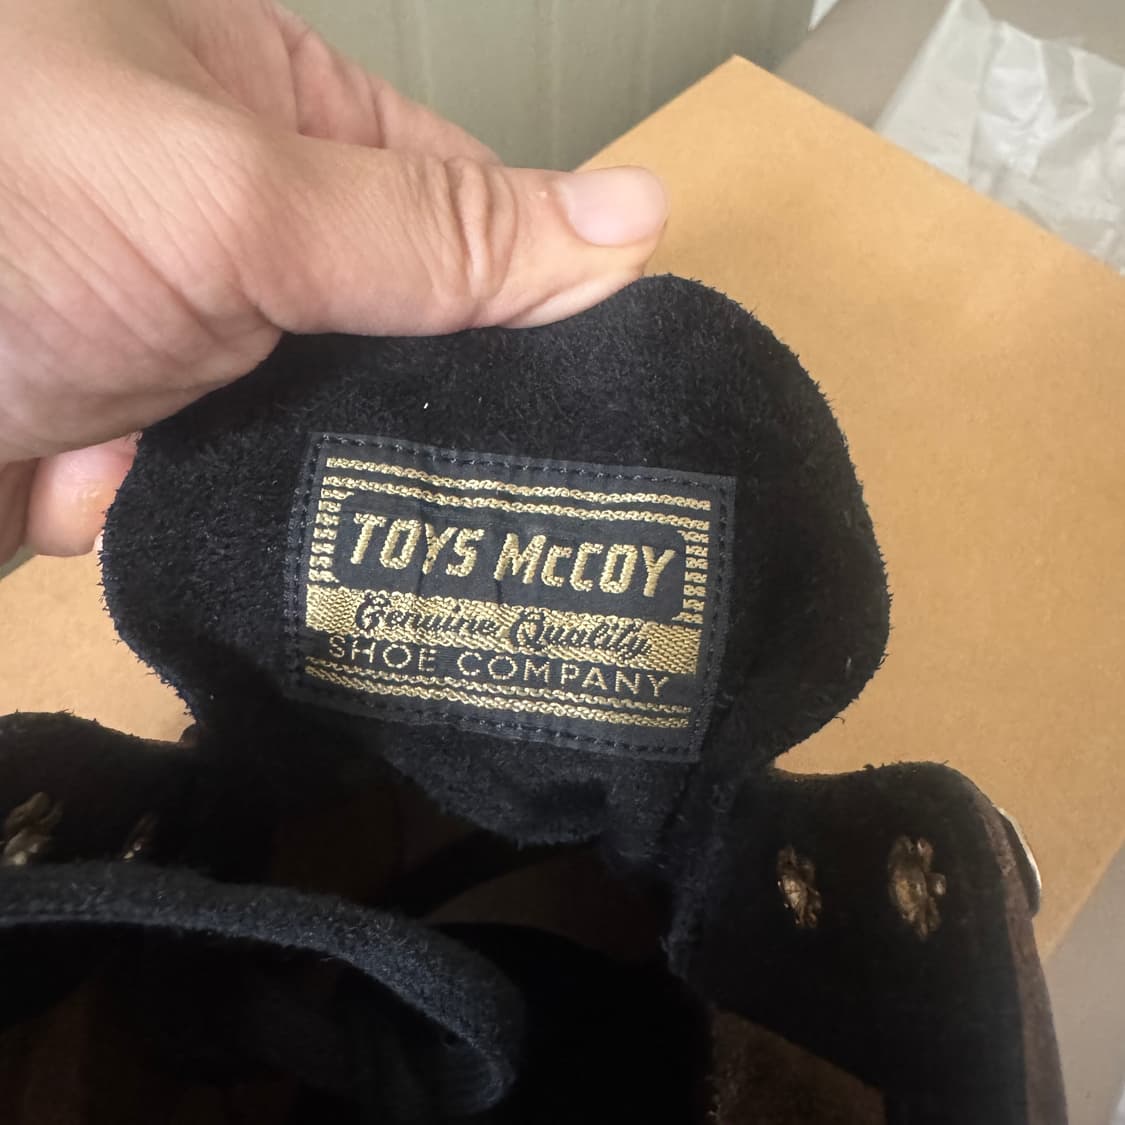 TOYS McCOY
Genuine Quality
SHOE COMPANY